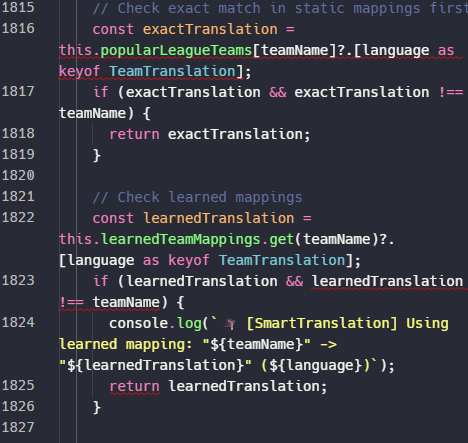 1815 // Check exact match in static mappings first
1816 const exactTranslation =
this.popularLeagueTeams[teamName]?.[language as
keyof TeamTranslation];
1817 if (exactTranslation && exactTranslation !==
teamName) {
1818 return exactTranslation;
1819 }
1820
1821 // Check learned mappings
1822 const learnedTranslation =
this.learnedTeamMappings.get(teamName)?.
[language as keyof TeamTranslation];
1823 if (learnedTranslation && learnedTranslation
!== teamName) {
1824 console.log(`🎓 [SmartTranslation] Using
learned mapping: "${teamName}" ->
"${learnedTranslation}" (${language})`);
1825 return learnedTranslation;
1826 }
1827